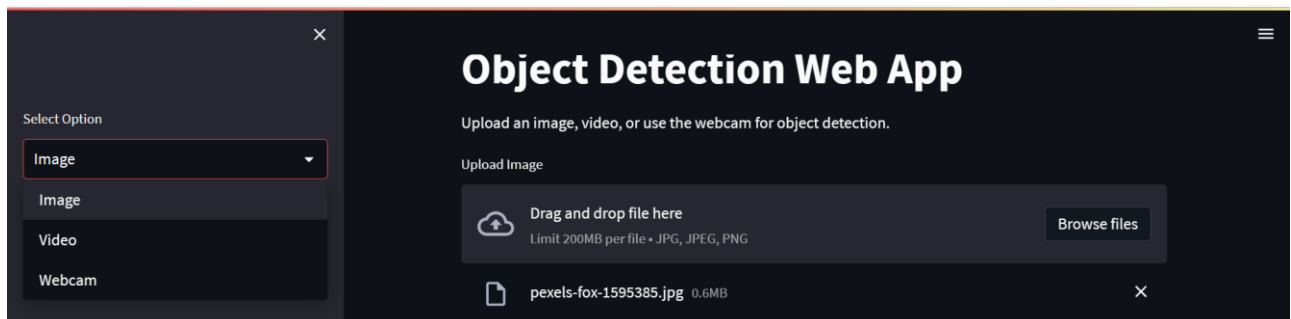 Select Option
Image
Image
Video
Webcam
Object Detection Web App
Upload an image, video, or use the webcam for object detection.
Upload Image
Drag and drop file here
Limit 200MB per file • JPG, JPEG, PNG
Browse files
pexels-fox-1595385.jpg 0.6MB